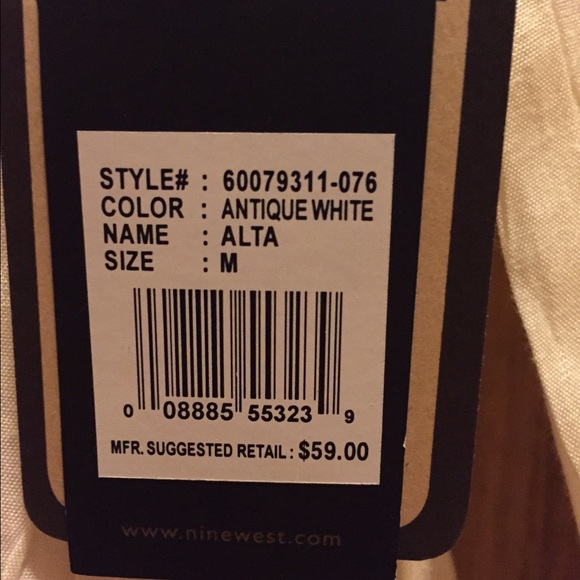 STYLE# : 60079311-076
COLOR : ANTIQUE WHITE
NAME : ALTA
SIZE : M
0 08885 55323 9
MFR. SUGGESTED RETAIL : $59.00
www.ninewest.com